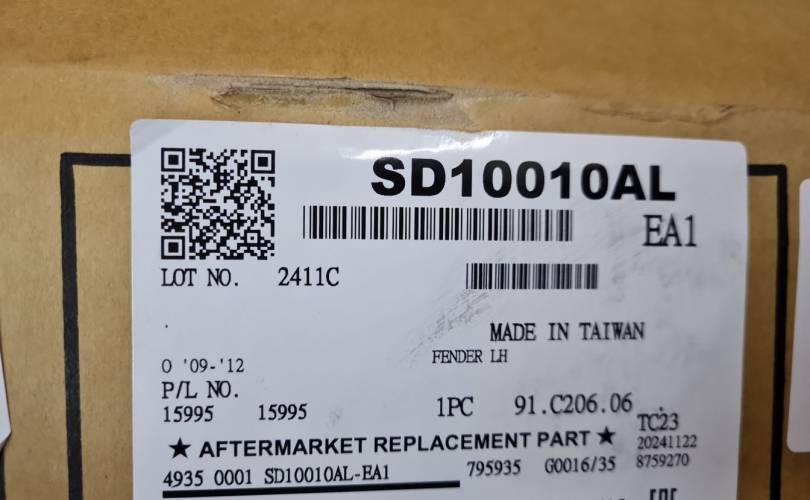 SD10010AL
EA1
LOT NO. 2411C
MADE IN TAIWAN
FENDER LH
O '09-'12
P/L NO.
15995 15995
1PC 91.C206.06
TC23
★ AFTERMARKET REPLACEMENT PART ★
20241122
4935 0001 SD10010AL-EA1 795935 G0016/35 8759270